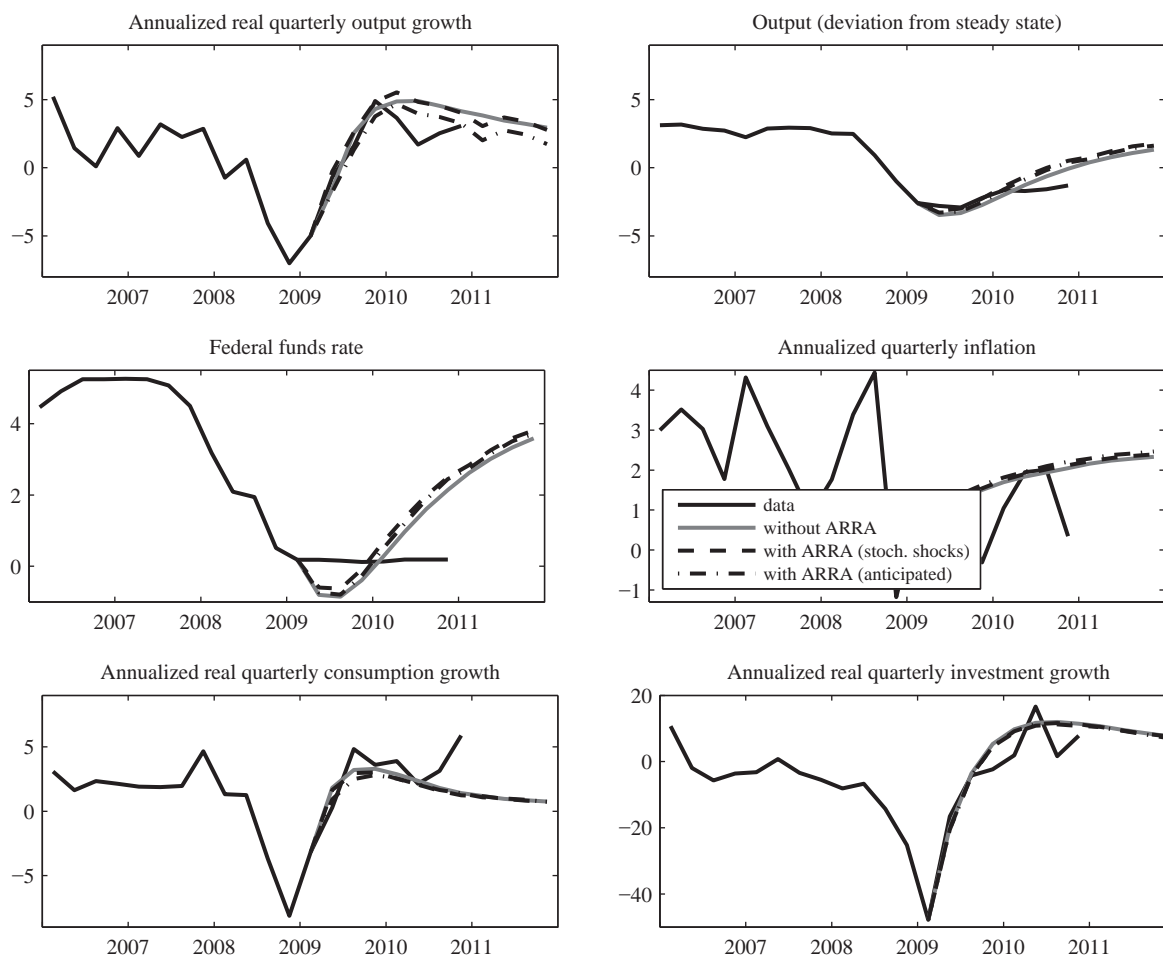 Annualized real quarterly output growth
5
0
−5
2007 2008 2009 2010 2011
Output (deviation from steady state)
5
0
−5
2007 2008 2009 2010 2011
Federal funds rate
4
2
0
2007 2008 2009 2010 2011
Annualized quarterly inflation
4
3
2
1
0
−1
data
without ARRA
with ARRA (stoch. shocks)
with ARRA (anticipated)
2007 2008 2009 2010 2011
Annualized real quarterly consumption growth
5
0
−5
2007 2008 2009 2010 2011
Annualized real quarterly investment growth
20
0
−20
−40
2007 2008 2009 2010 2011